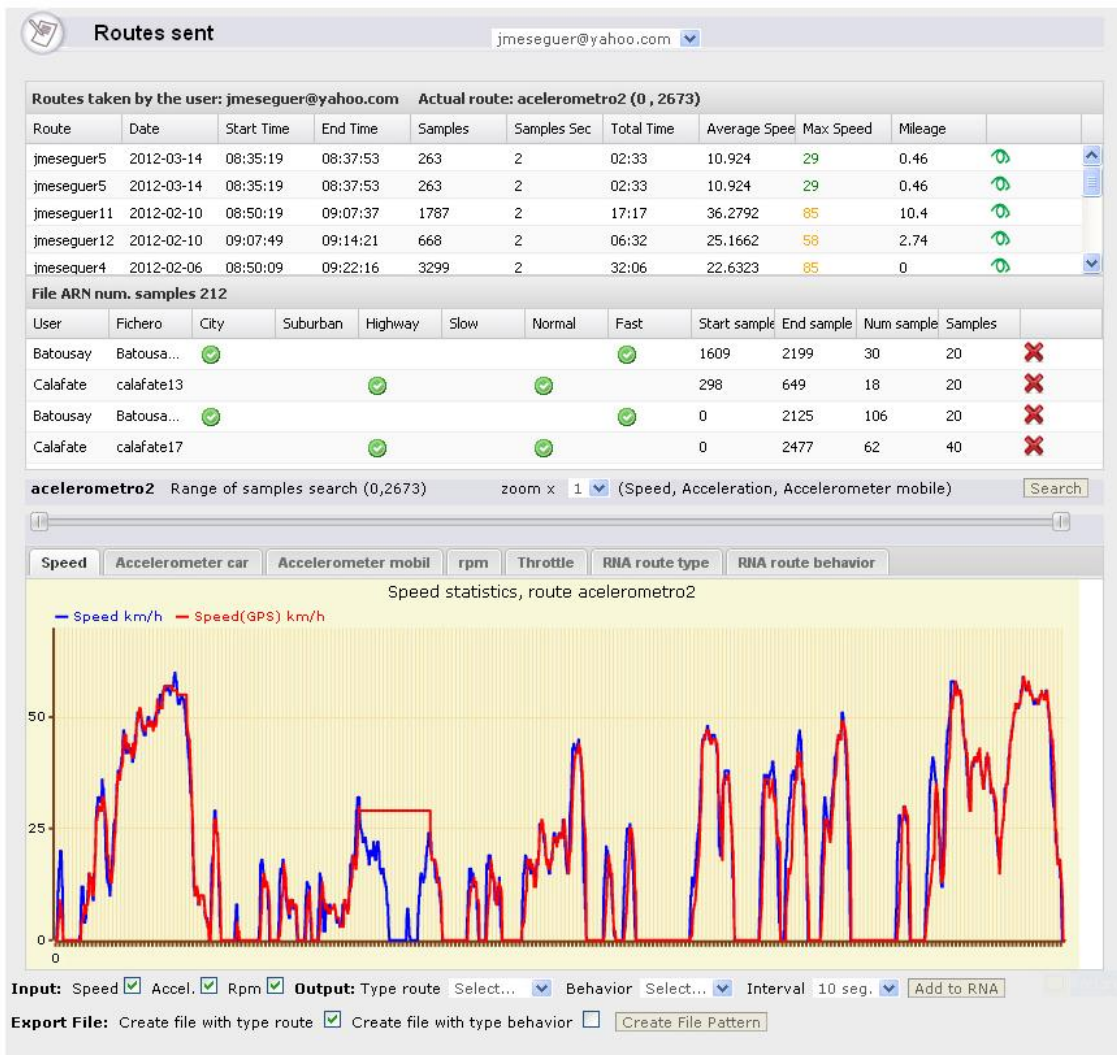 Routes sent
jmeseguer@yahoo.com
Routes taken by the user: jmeseguer@yahoo.com Actual route: acelerometro2 (0 , 2673)
Route Date Start Time End Time Samples Samples Sec Total Time Average Spee Max Speed Mileage
jmeseguer5 2012-03-14 08:35:19 08:37:53 263 2 02:33 10.924 29 0.46
jmeseguer5 2012-03-14 08:35:19 08:37:53 263 2 02:33 10.924 29 0.46
jmeseguer11 2012-02-10 08:50:19 09:07:37 1787 2 17:17 36.2792 85 10.4
jmeseguer12 2012-02-10 09:07:49 09:14:21 668 2 06:32 25.1662 58 2.74
jmeseguer4 2012-02-06 08:50:09 09:22:16 3299 2 32:06 22.6323 85 0
File ARN num. samples 212
User Fichero City Suburban Highway Slow Normal Fast Start sample End sample Num sample Samples
Batousay Batousa... 1609 2199 30 20
Calafate calafate13 298 649 18 20
Batousay Batousa... 0 2125 106 20
Calafate calafate17 0 2477 62 40
acelerometro2 Range of samples search (0,2673) zoom x 1 (Speed, Acceleration, Accelerometer mobile) Search
Speed Accelerometer car Accelerometer mobil rpm Throttle RNA route type RNA route behavior
Speed statistics, route acelerometro2
Speed km/h Speed(GPS) km/h
50
25
0
0
Input: Speed Accel. Rpm Output: Type route Select... Behavior Select... Interval 10 seg. Add to RNA
Export File: Create file with type route Create file with type behavior Create File Pattern